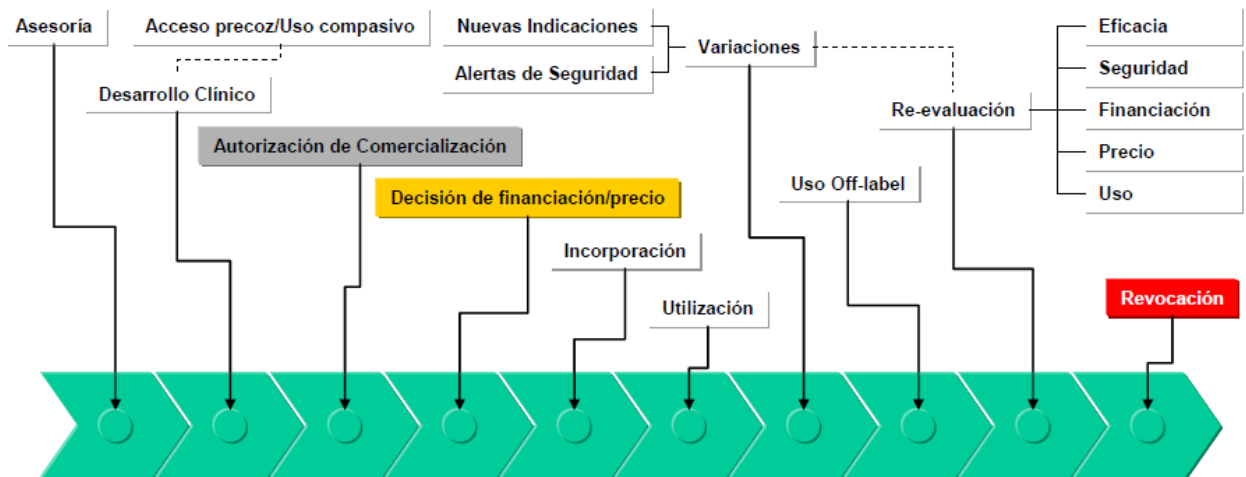 Asesoría
Acceso precoz/Uso compasivo
Nuevas Indicaciones
Eficacia
Variaciones
Alertas de Seguridad
Seguridad
Desarrollo Clínico
Re-evaluación
Financiación
Autorización de Comercialización
Precio
Decisión de financiación/precio
Uso Off-label
Uso
Incorporación
Revocación
Utilización